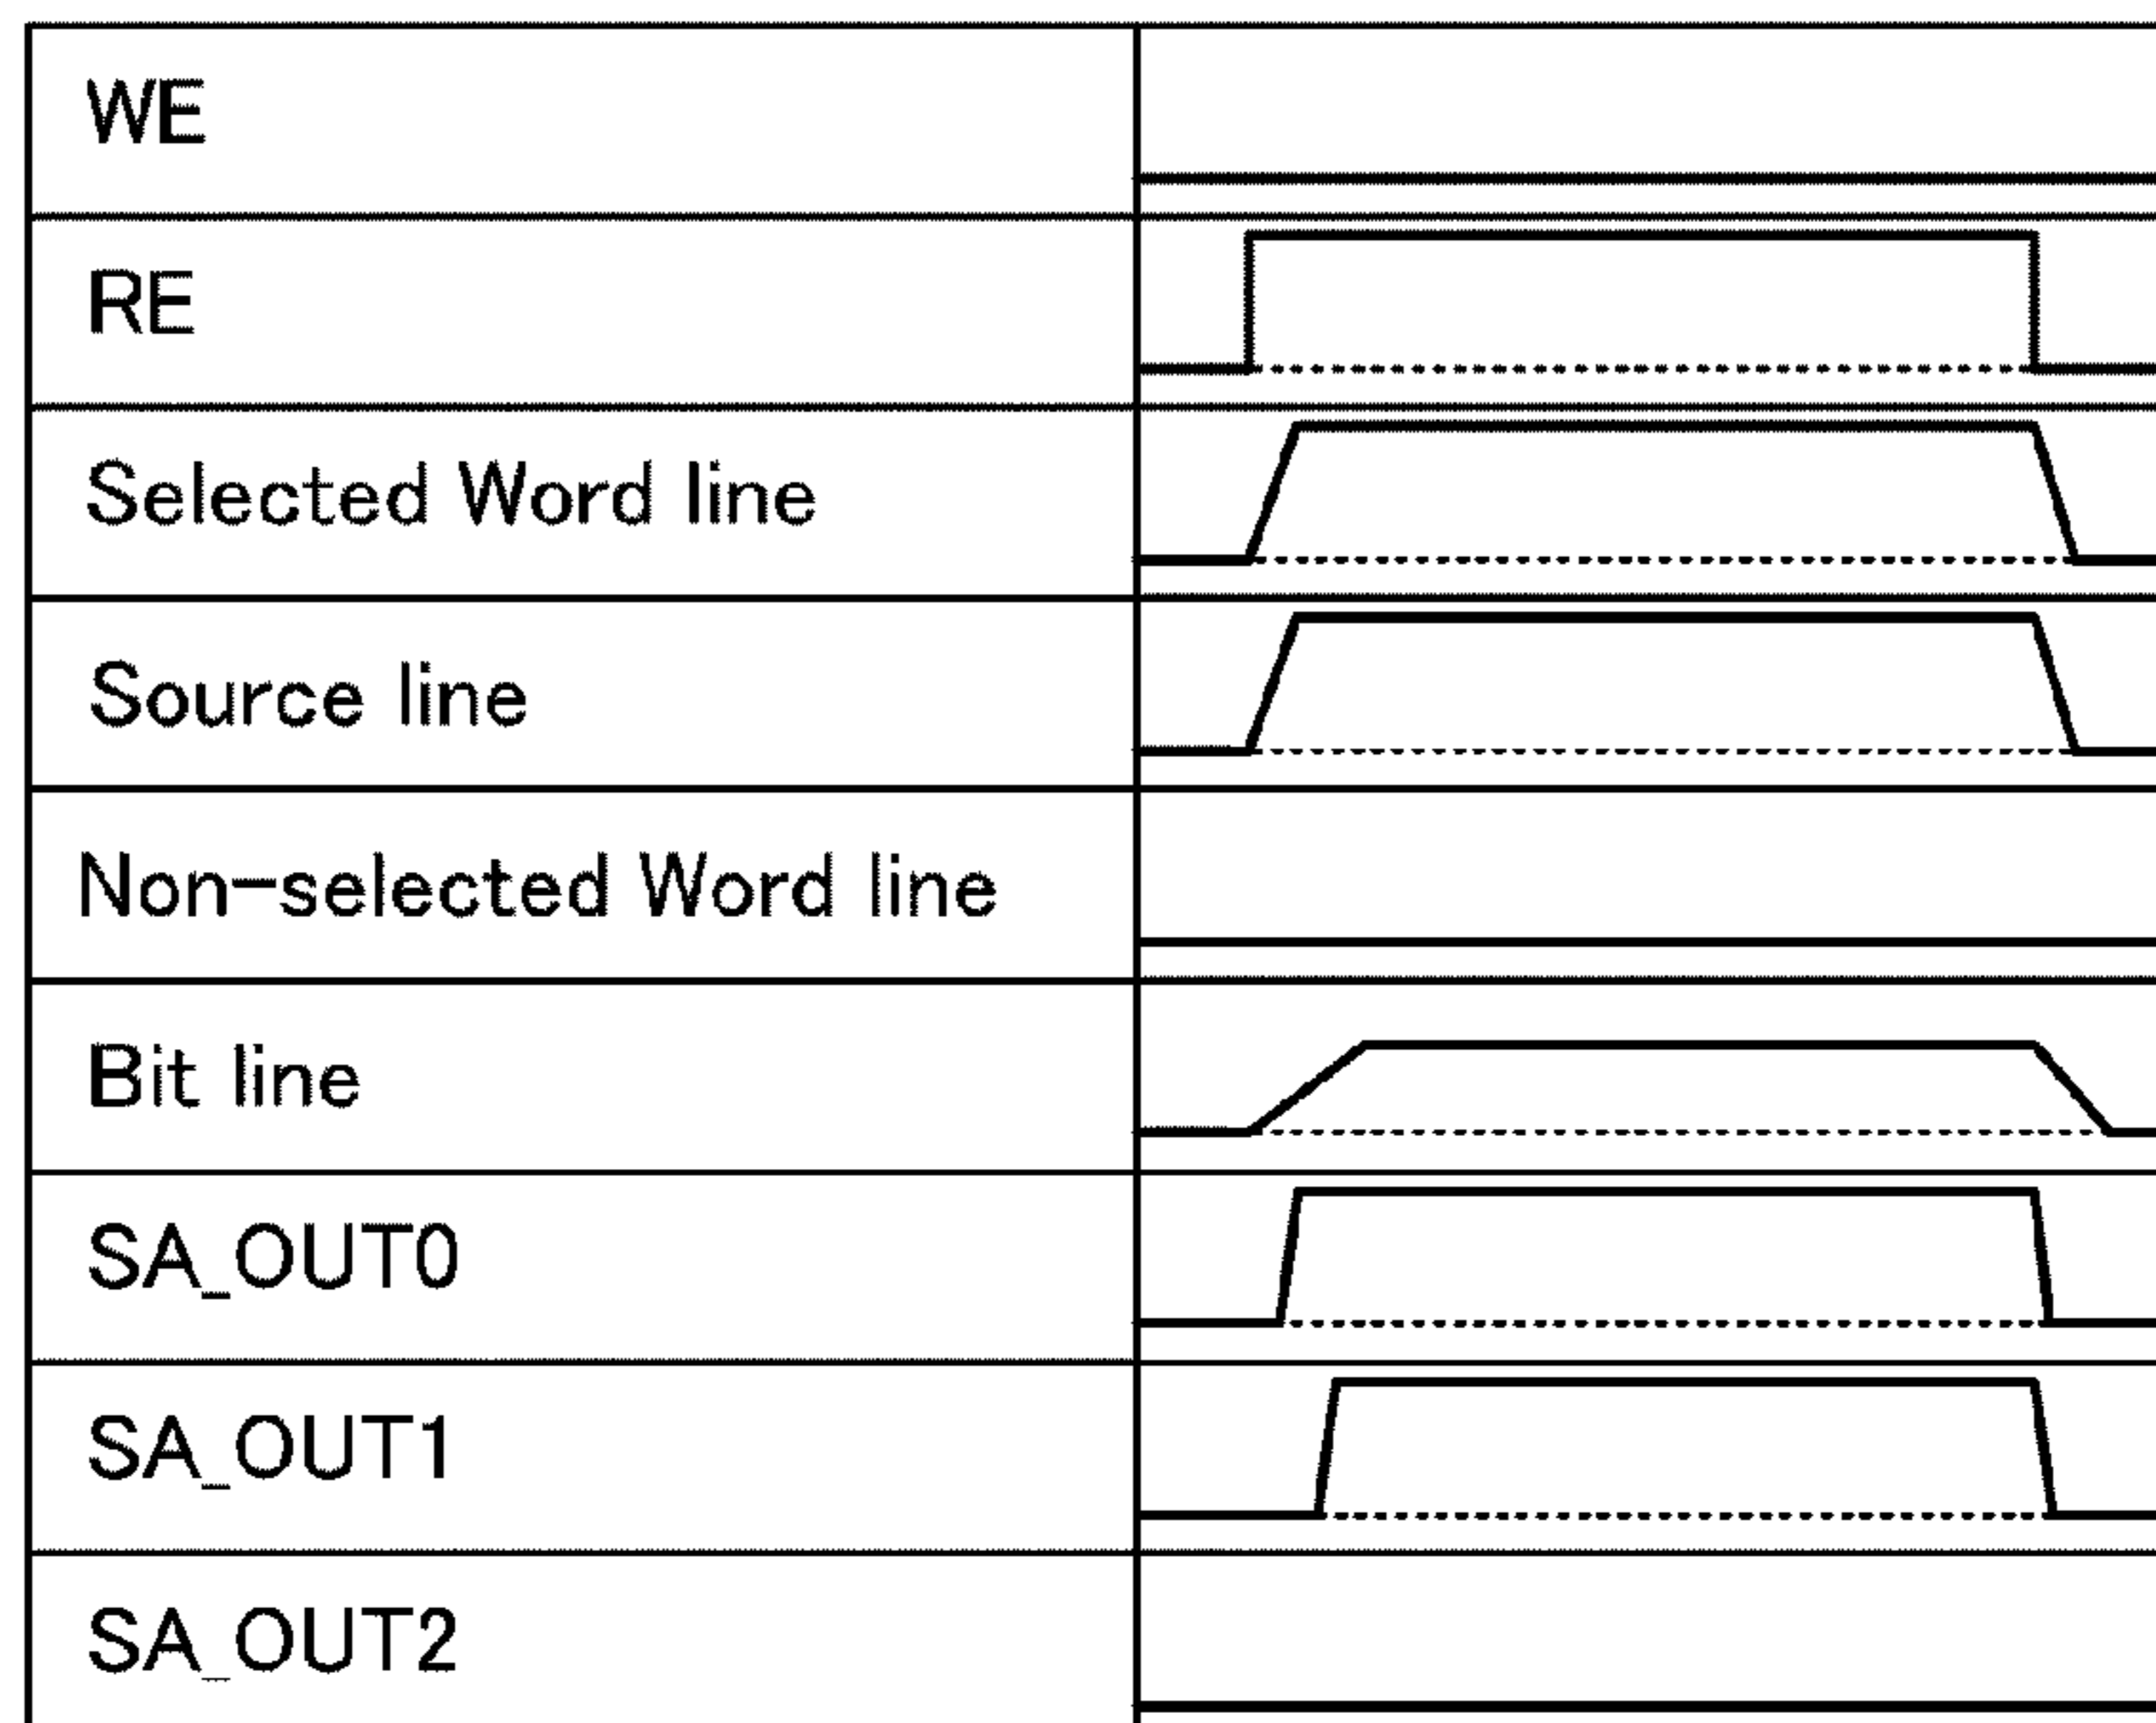 WE
RE
Selected Word line
Source line
Non-selected Word line
Bit line
SA_OUT0
SA_OUT1
SA_OUT2